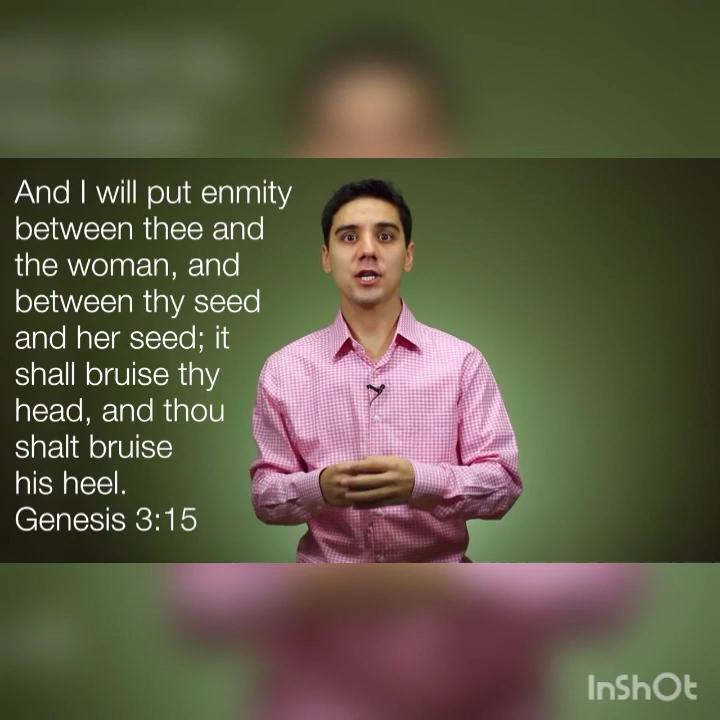 And I will put enmity
between thee and
the woman, and
between thy seed
and her seed; it
shall bruise thy
head, and thou
shalt bruise
his heel.
Genesis 3:15
InShOt